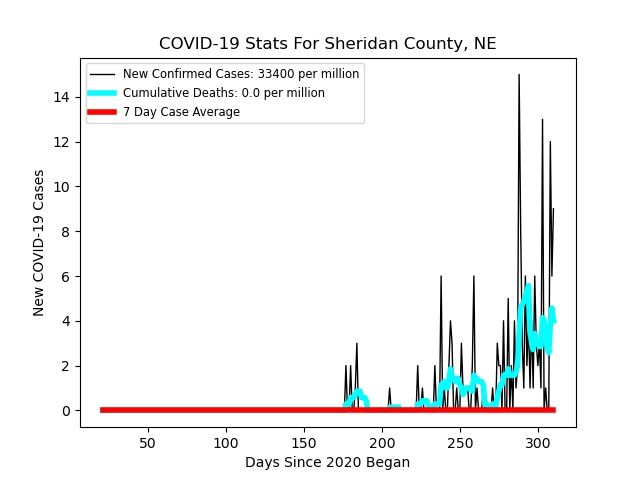 COVID-19 Stats For Sheridan County, NE
New Confirmed Cases: 33400 per million
Cumulative Deaths: 0.0 per million
7 Day Case Average
New COVID-19 Cases
14
12
10
8
6
4
2
0
50 100 150 200 250 300
Days Since 2020 Began